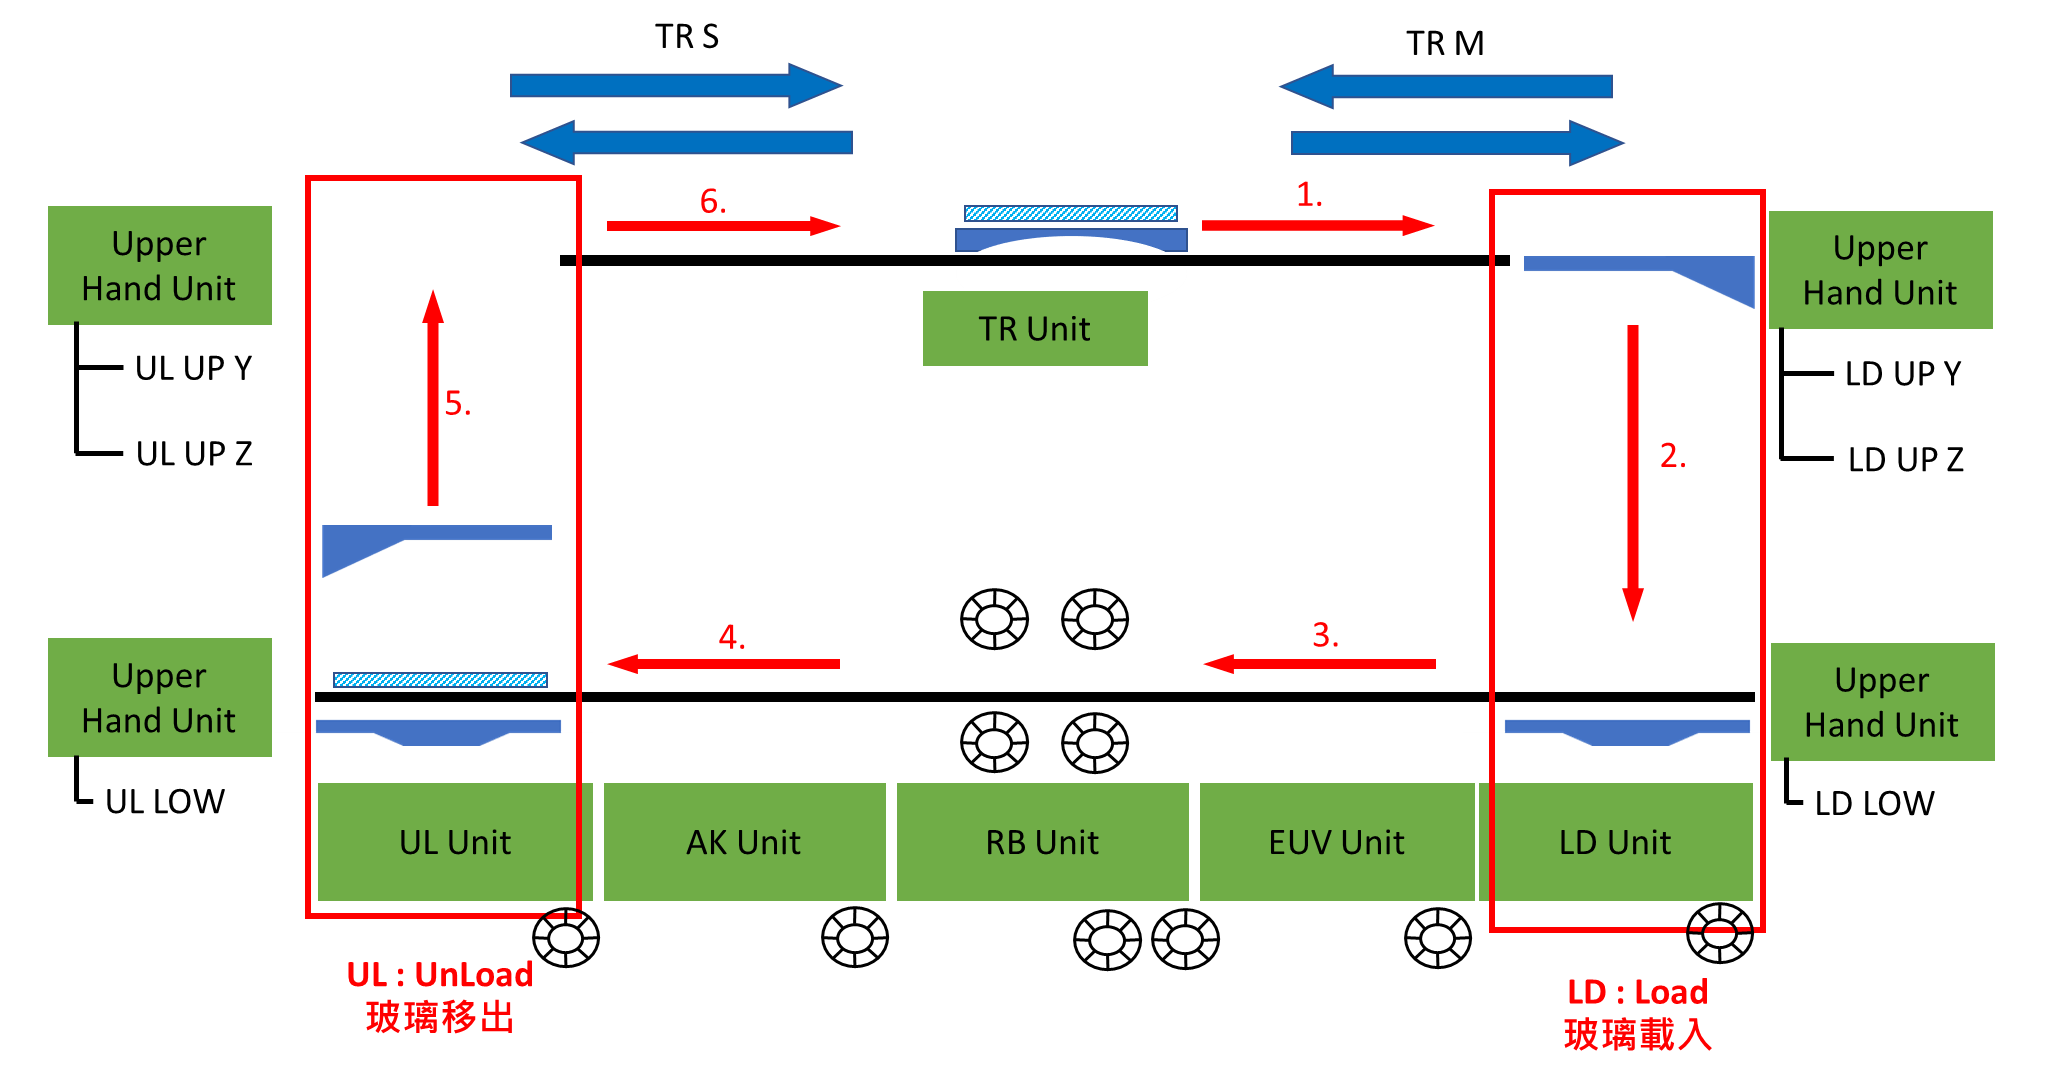 TR S
TR M
6.
1.
Upper
Hand Unit
UL UP Y
UL UP Z
TR Unit
Upper
Hand Unit
LD UP Y
LD UP Z
5.
2.
4.
3.
Upper
Hand Unit
UL LOW
Upper
Hand Unit
LD LOW
UL Unit
AK Unit
RB Unit
EUV Unit
LD Unit
UL : UnLoad
玻璃移出
LD : Load
玻璃載入